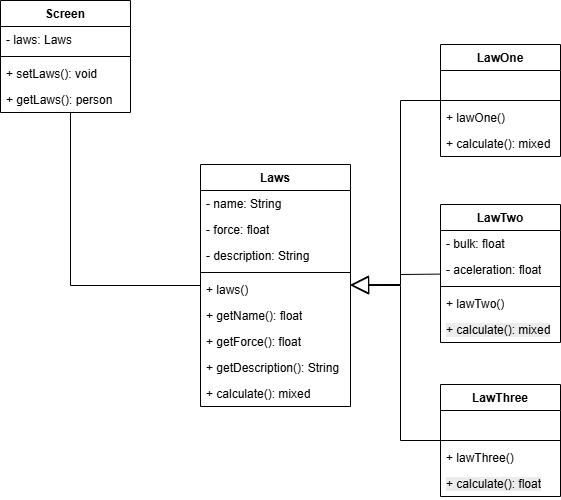 Screen
- laws: Laws
+ setLaws(): void
+ getLaws(): person
Laws
- name: String
- force: float
- description: String
+ laws()
+ getName(): float
+ getForce(): float
+ getDescription(): String
+ calculate(): mixed
LawOne
+ lawOne()
+ calculate(): mixed
LawTwo
- bulk: float
- aceleration: float
+ lawTwo()
+ calculate(): mixed
LawThree
+ lawThree()
+ calculate(): float